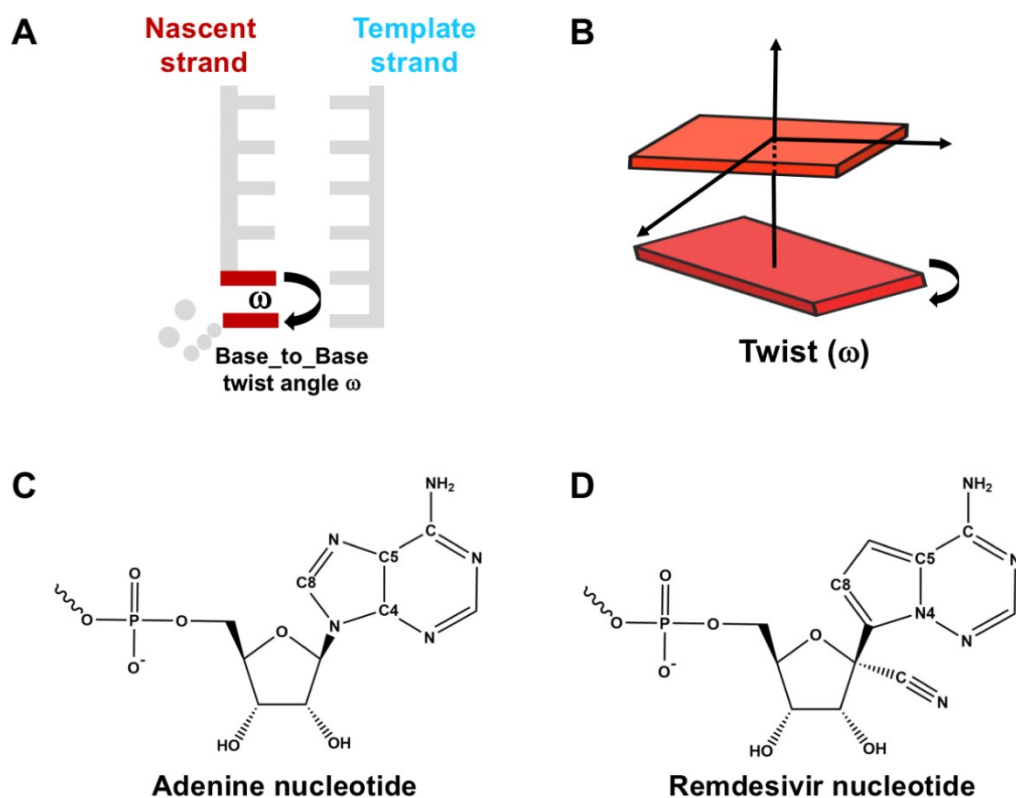 A
Nascent strand
Template strand
ω
Base_to_Base
twist angle ω
B
Twist (ω)
C
NH₂
N
C
N
C5
C8
C4
N
N
O
P
O
O
O⁻
O
HO
OH
Adenine nucleotide
D
NH₂
C
N
C5
C8
N4
N
O
P
O
O
O⁻
O
C
N
HO
OH
Remdesivir nucleotide